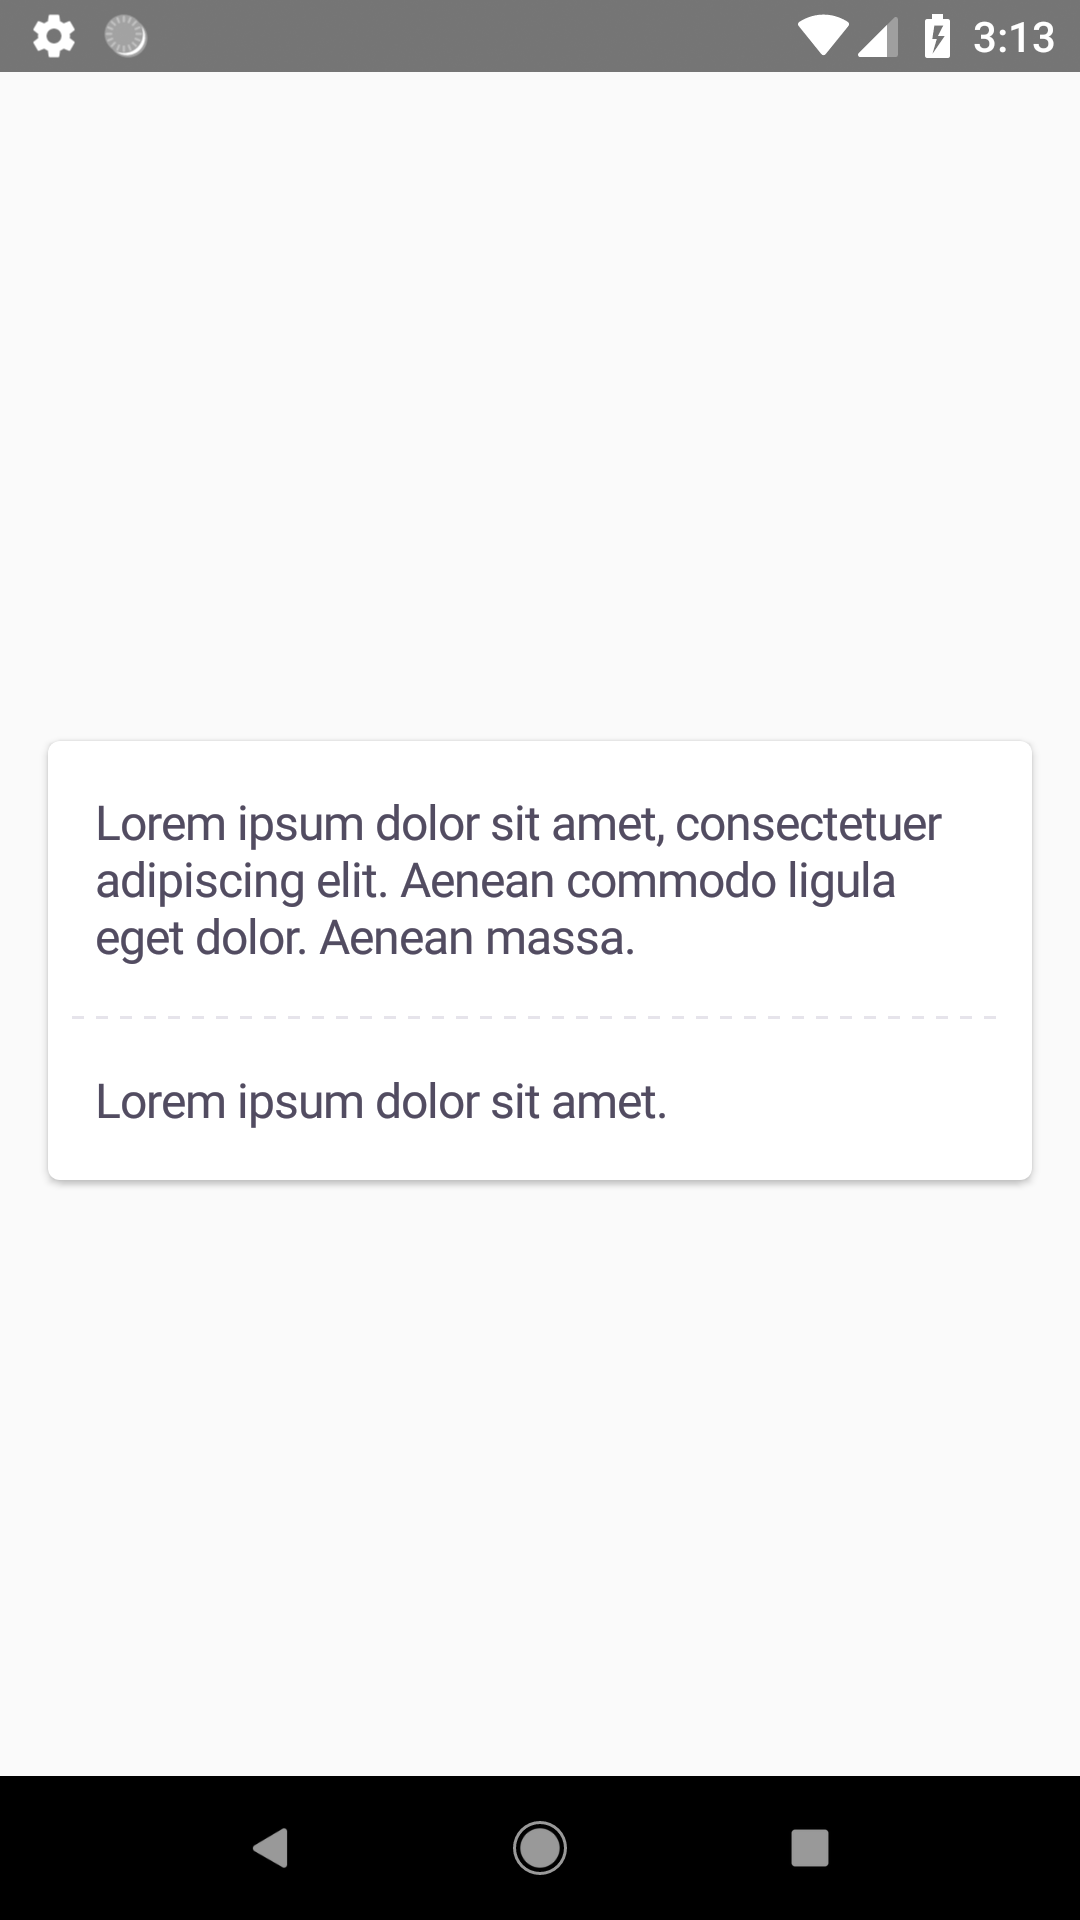 3:13
Lorem ipsum dolor sit amet, consectetuer
adipiscing elit. Aenean commodo ligula
eget dolor. Aenean massa.
Lorem ipsum dolor sit amet.